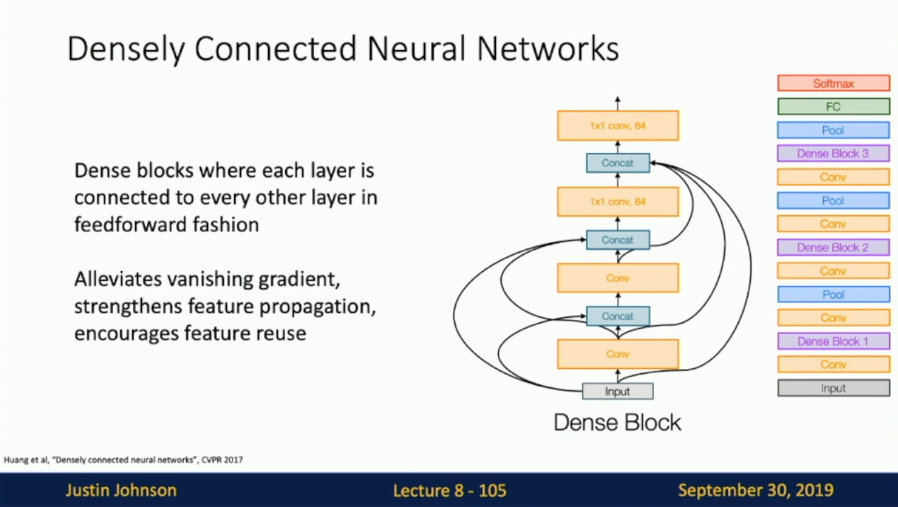 Densely Connected Neural Networks
Dense blocks where each layer is
connected to every other layer in
feedforward fashion
Alleviates vanishing gradient,
strengthens feature propagation,
encourages feature reuse
1x1 conv, 64
Concat
1x1 conv, 64
Concat
Conv
Concat
Conv
Input
Dense Block
Softmax
FC
Pool
Dense Block 3
Conv
Pool
Conv
Dense Block 2
Conv
Pool
Conv
Dense Block 1
Conv
Input
Huang et al, "Densely connected neural networks", CVPR 2017
Justin Johnson
Lecture 8 - 105
September 30, 2019